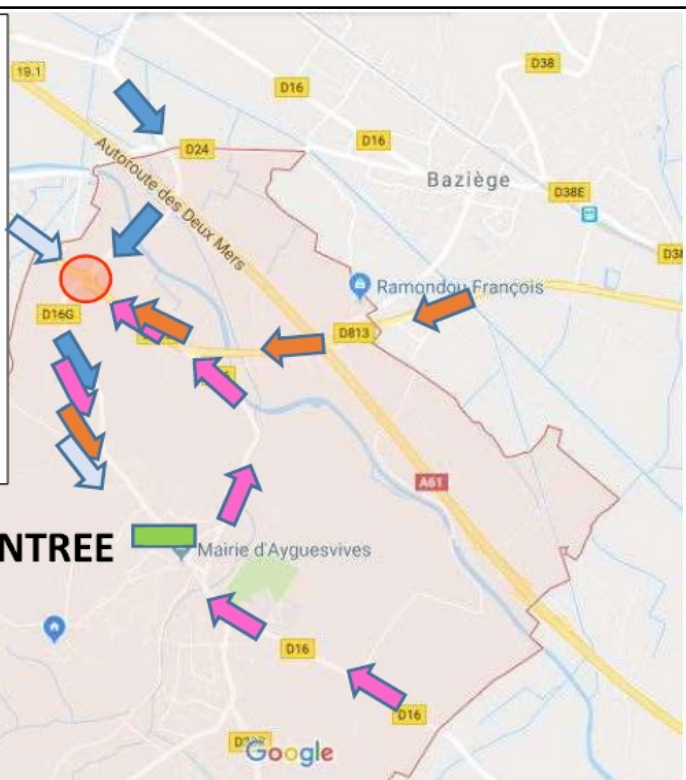 19.1
D16
D38
D24
D16
Autoroute des Deux Mers
Baziège
D38E
Ramondou François
D16G
D813
A61
NTREE
Mairie d'Ayguesvives
D16
D16
Google